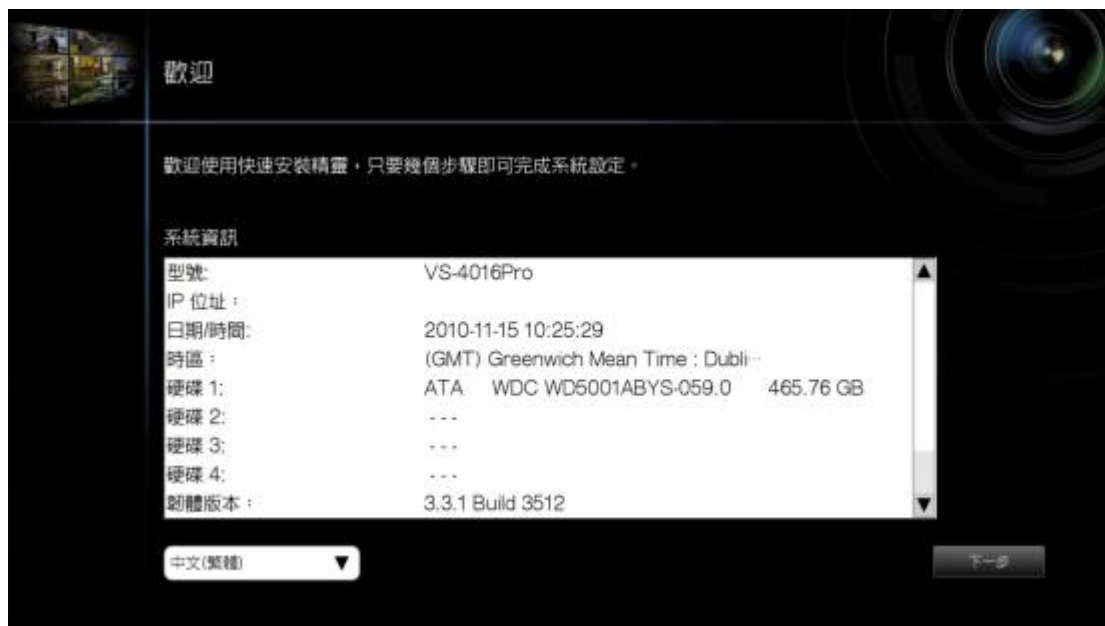 歡迎
歡迎使用快速安裝精靈，只要幾個步驟即可完成系統設定。
系統資訊
型號: VS-4016Pro
IP 位址：
日期/時間: 2010-11-15 10:25:29
時區： (GMT) Greenwich Mean Time : Dubli…
硬碟 1: ATA WDC WD5001ABYS-059.0 465.76 GB
硬碟 2: ---
硬碟 3: ---
硬碟 4: ---
韌體版本： 3.3.1 Build 3512
中文(繁體) ▼
下一步